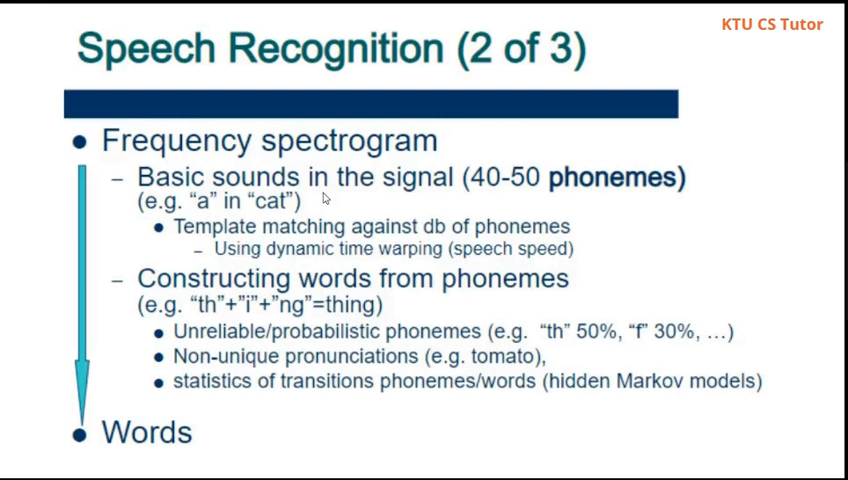 KTU CS Tutor
Speech Recognition (2 of 3)
● Frequency spectrogram
– Basic sounds in the signal (40-50 phonemes)
(e.g. “a” in “cat”)
● Template matching against db of phonemes
– Using dynamic time warping (speech speed)
– Constructing words from phonemes
(e.g. “th”+”i”+”ng”=thing)
● Unreliable/probabilistic phonemes (e.g. “th” 50%, “f” 30%, …)
● Non-unique pronunciations (e.g. tomato),
● statistics of transitions phonemes/words (hidden Markov models)
● Words